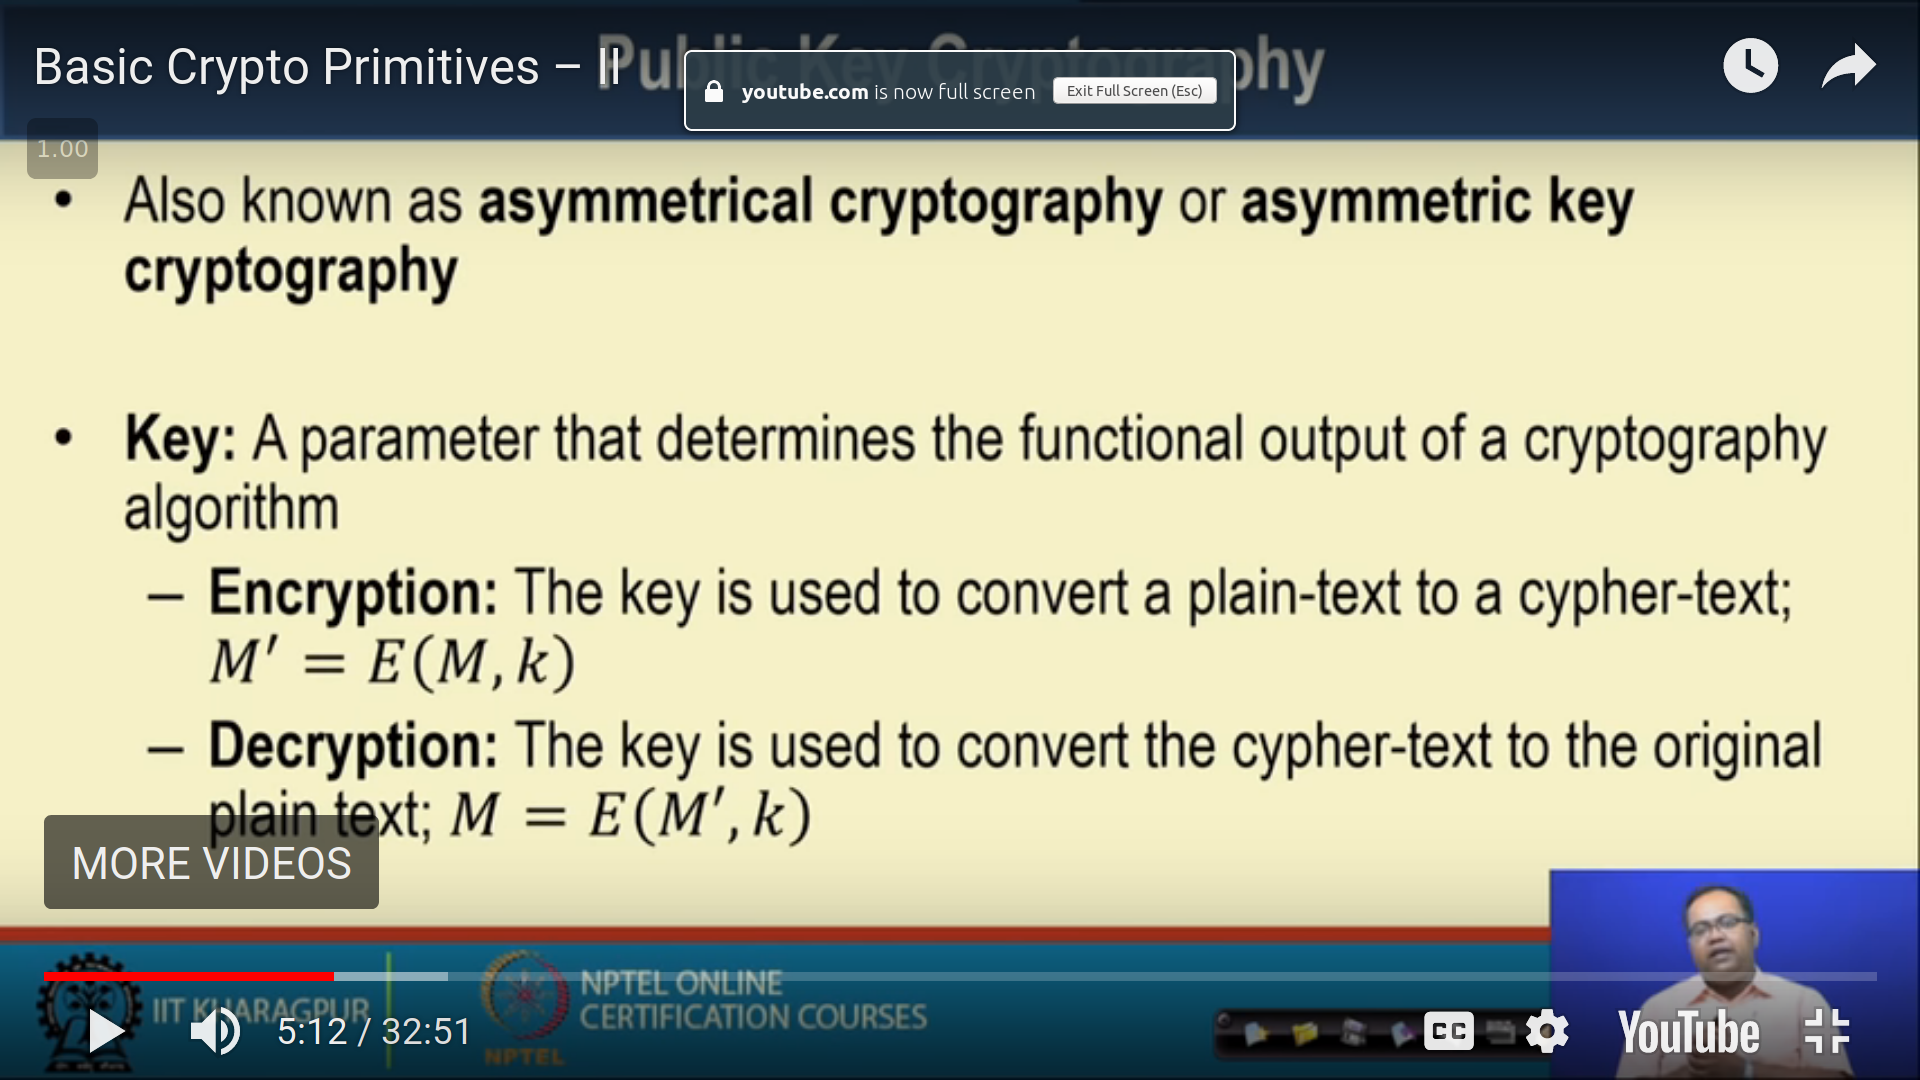 Basic Crypto Primitives – II
Public Key Cryptography
youtube.com is now full screen
Exit Full Screen (Esc)
1.00
• Also known as asymmetrical cryptography or asymmetric key
cryptography
• Key: A parameter that determines the functional output of a cryptography
algorithm
– Encryption: The key is used to convert a plain-text to a cypher-text;
M′ = E(M, k)
– Decryption: The key is used to convert the cypher-text to the original
plain text; M = E(M′, k)
MORE VIDEOS
IIT KHARAGPUR
NPTEL
NPTEL ONLINE
CERTIFICATION COURSES
5:12 / 32:51
CC
YouTube